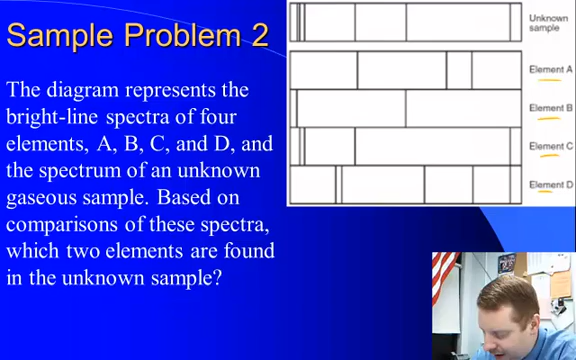 Sample Problem 2
The diagram represents the
bright-line spectra of four
elements, A, B, C, and D, and
the spectrum of an unknown
gaseous sample. Based on
comparisons of these spectra,
which two elements are found
in the unknown sample?
Unknown
sample
Element A
Element B
Element C
Element D